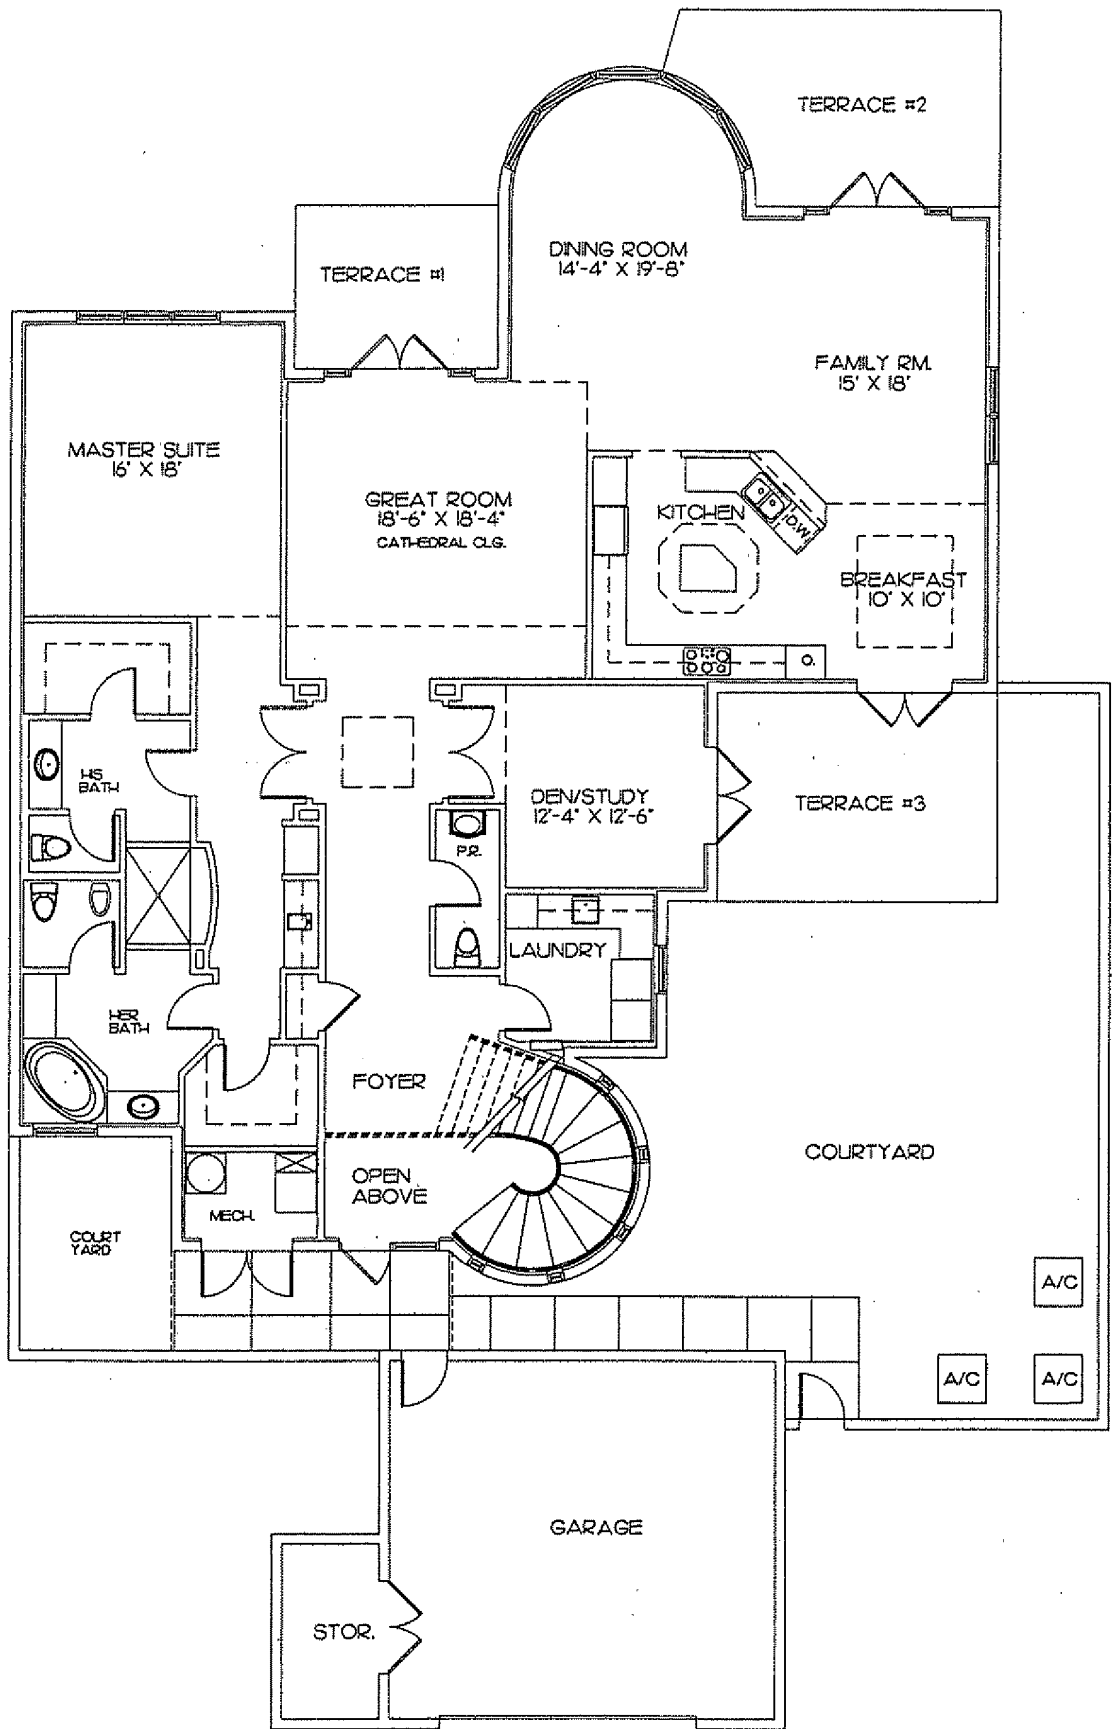 TERRACE #2
DINING ROOM
14'-4" X 19'-8"
TERRACE #1
FAMILY RM.
15' X 18'
MASTER SUITE
16' X 18'
GREAT ROOM
18'-6" X 18'-4"
CATHEDRAL CLG.
KITCHEN
D.W.
BREAKFAST
10' X 10'
HIS
BATH
DEN/STUDY
12'-4" X 12'-6"
TERRACE #3
P.R.
LAUNDRY
HER
BATH
FOYER
OPEN
ABOVE
COURTYARD
MECH.
COURT
YARD
A/C
A/C
A/C
GARAGE
STOR.